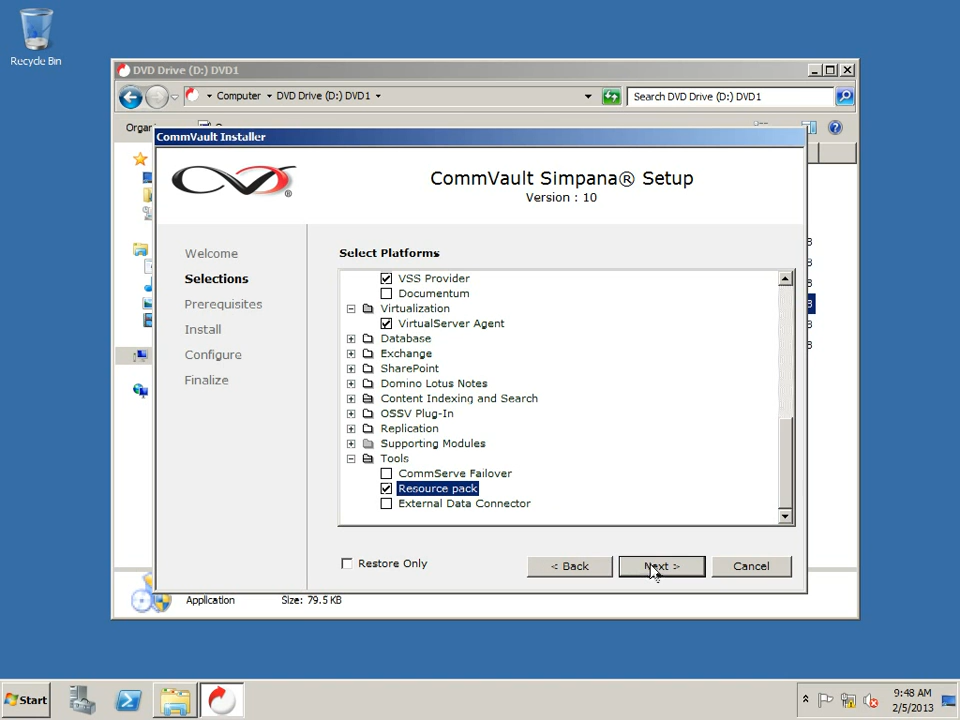 Recycle Bin
DVD Drive (D:) DVD1
Computer
DVD Drive (D:) DVD1
Search DVD Drive (D:) DVD1
CommVault Installer
®
CommVault Simpana® Setup
Version : 10
Welcome
Selections
Prerequisites
Install
Configure
Finalize
Select Platforms
VSS Provider
Documentum
Virtualization
VirtualServer Agent
Database
Exchange
SharePoint
Domino Lotus Notes
Content Indexing and Search
OSSV Plug-In
Replication
Supporting Modules
Tools
CommServe Failover
Resource pack
External Data Connector
Restore Only
< Back
Next >
Cancel
Application
Size: 79.5 KB
Start
9:48 AM
2/5/2013